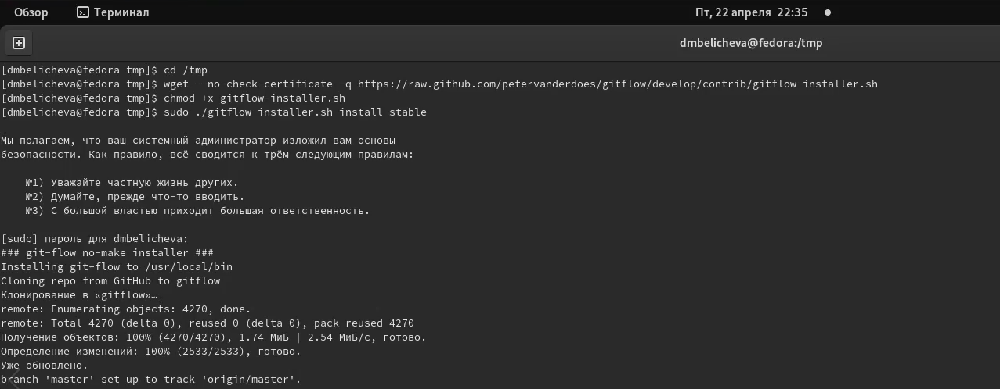 Обзор Терминал Пт, 22 апреля 22:35
dmbelicheva@fedora:/tmp
[dmbelicheva@fedora tmp]$ cd /tmp
[dmbelicheva@fedora tmp]$ wget --no-check-certificate -q https://raw.github.com/petervanderdoes/gitflow/develop/contrib/gitflow-installer.sh
[dmbelicheva@fedora tmp]$ chmod +x gitflow-installer.sh
[dmbelicheva@fedora tmp]$ sudo ./gitflow-installer.sh install stable
Мы полагаем, что ваш системный администратор изложил вам основы
безопасности. Как правило, всё сводится к трём следующим правилам:
№1) Уважайте частную жизнь других.
№2) Думайте, прежде что-то вводить.
№3) С большой властью приходит большая ответственность.
[sudo] пароль для dmbelicheva:
### git-flow no-make installer ###
Installing git-flow to /usr/local/bin
Cloning repo from GitHub to gitflow
Клонирование в «gitflow»…
remote: Enumerating objects: 4270, done.
remote: Total 4270 (delta 0), reused 0 (delta 0), pack-reused 4270
Получение объектов: 100% (4270/4270), 1.74 МиБ | 2.54 МиБ/с, готово.
Определение изменений: 100% (2533/2533), готово.
Уже обновлено.
branch 'master' set up to track 'origin/master'.